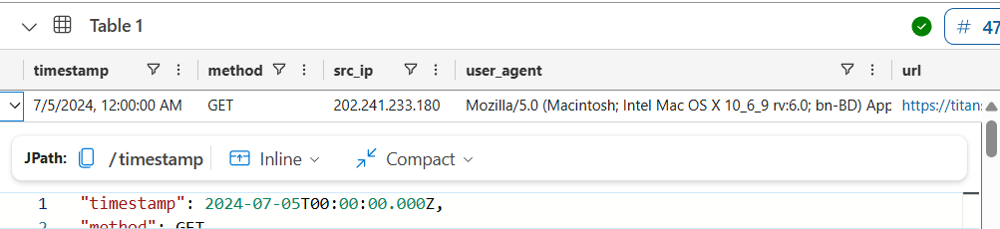 Table 1
# 47
timestamp method src_ip user_agent url
7/5/2024, 12:00:00 AM GET 202.241.233.180 Mozilla/5.0 (Macintosh; Intel Mac OS X 10_6_9 rv:6.0; bn-BD) App https://titan
JPath: /timestamp Inline Compact
1 "timestamp": 2024-07-05T00:00:00.000Z,
2 "method": GET